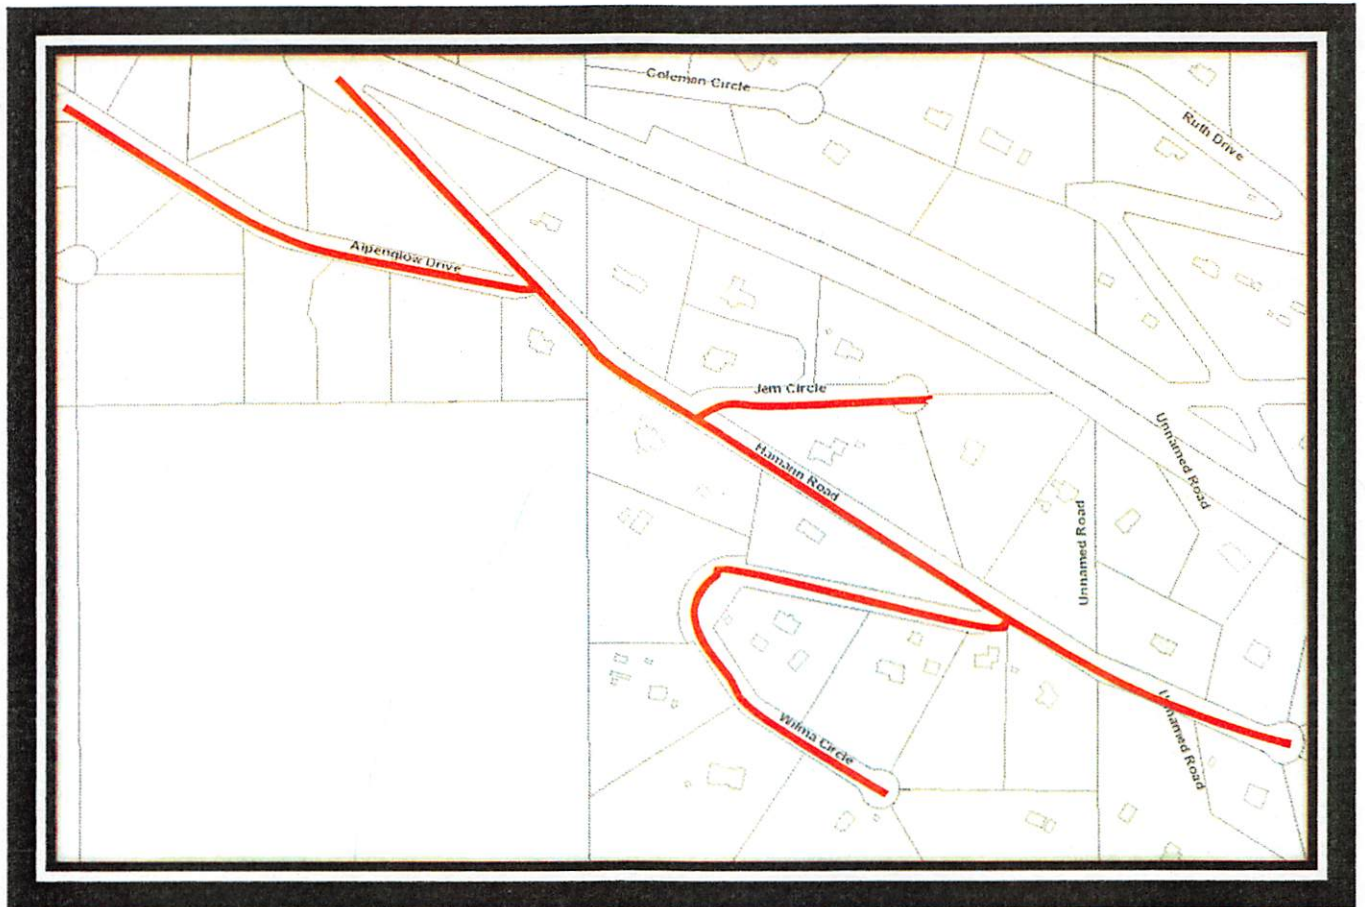 Coleman Circle
Ruth Drive
Alpenglow Drive
Jem Circle
Hamann Road
Unnamed Road
Unnamed Road
Wilma Circle
Unnamed Road